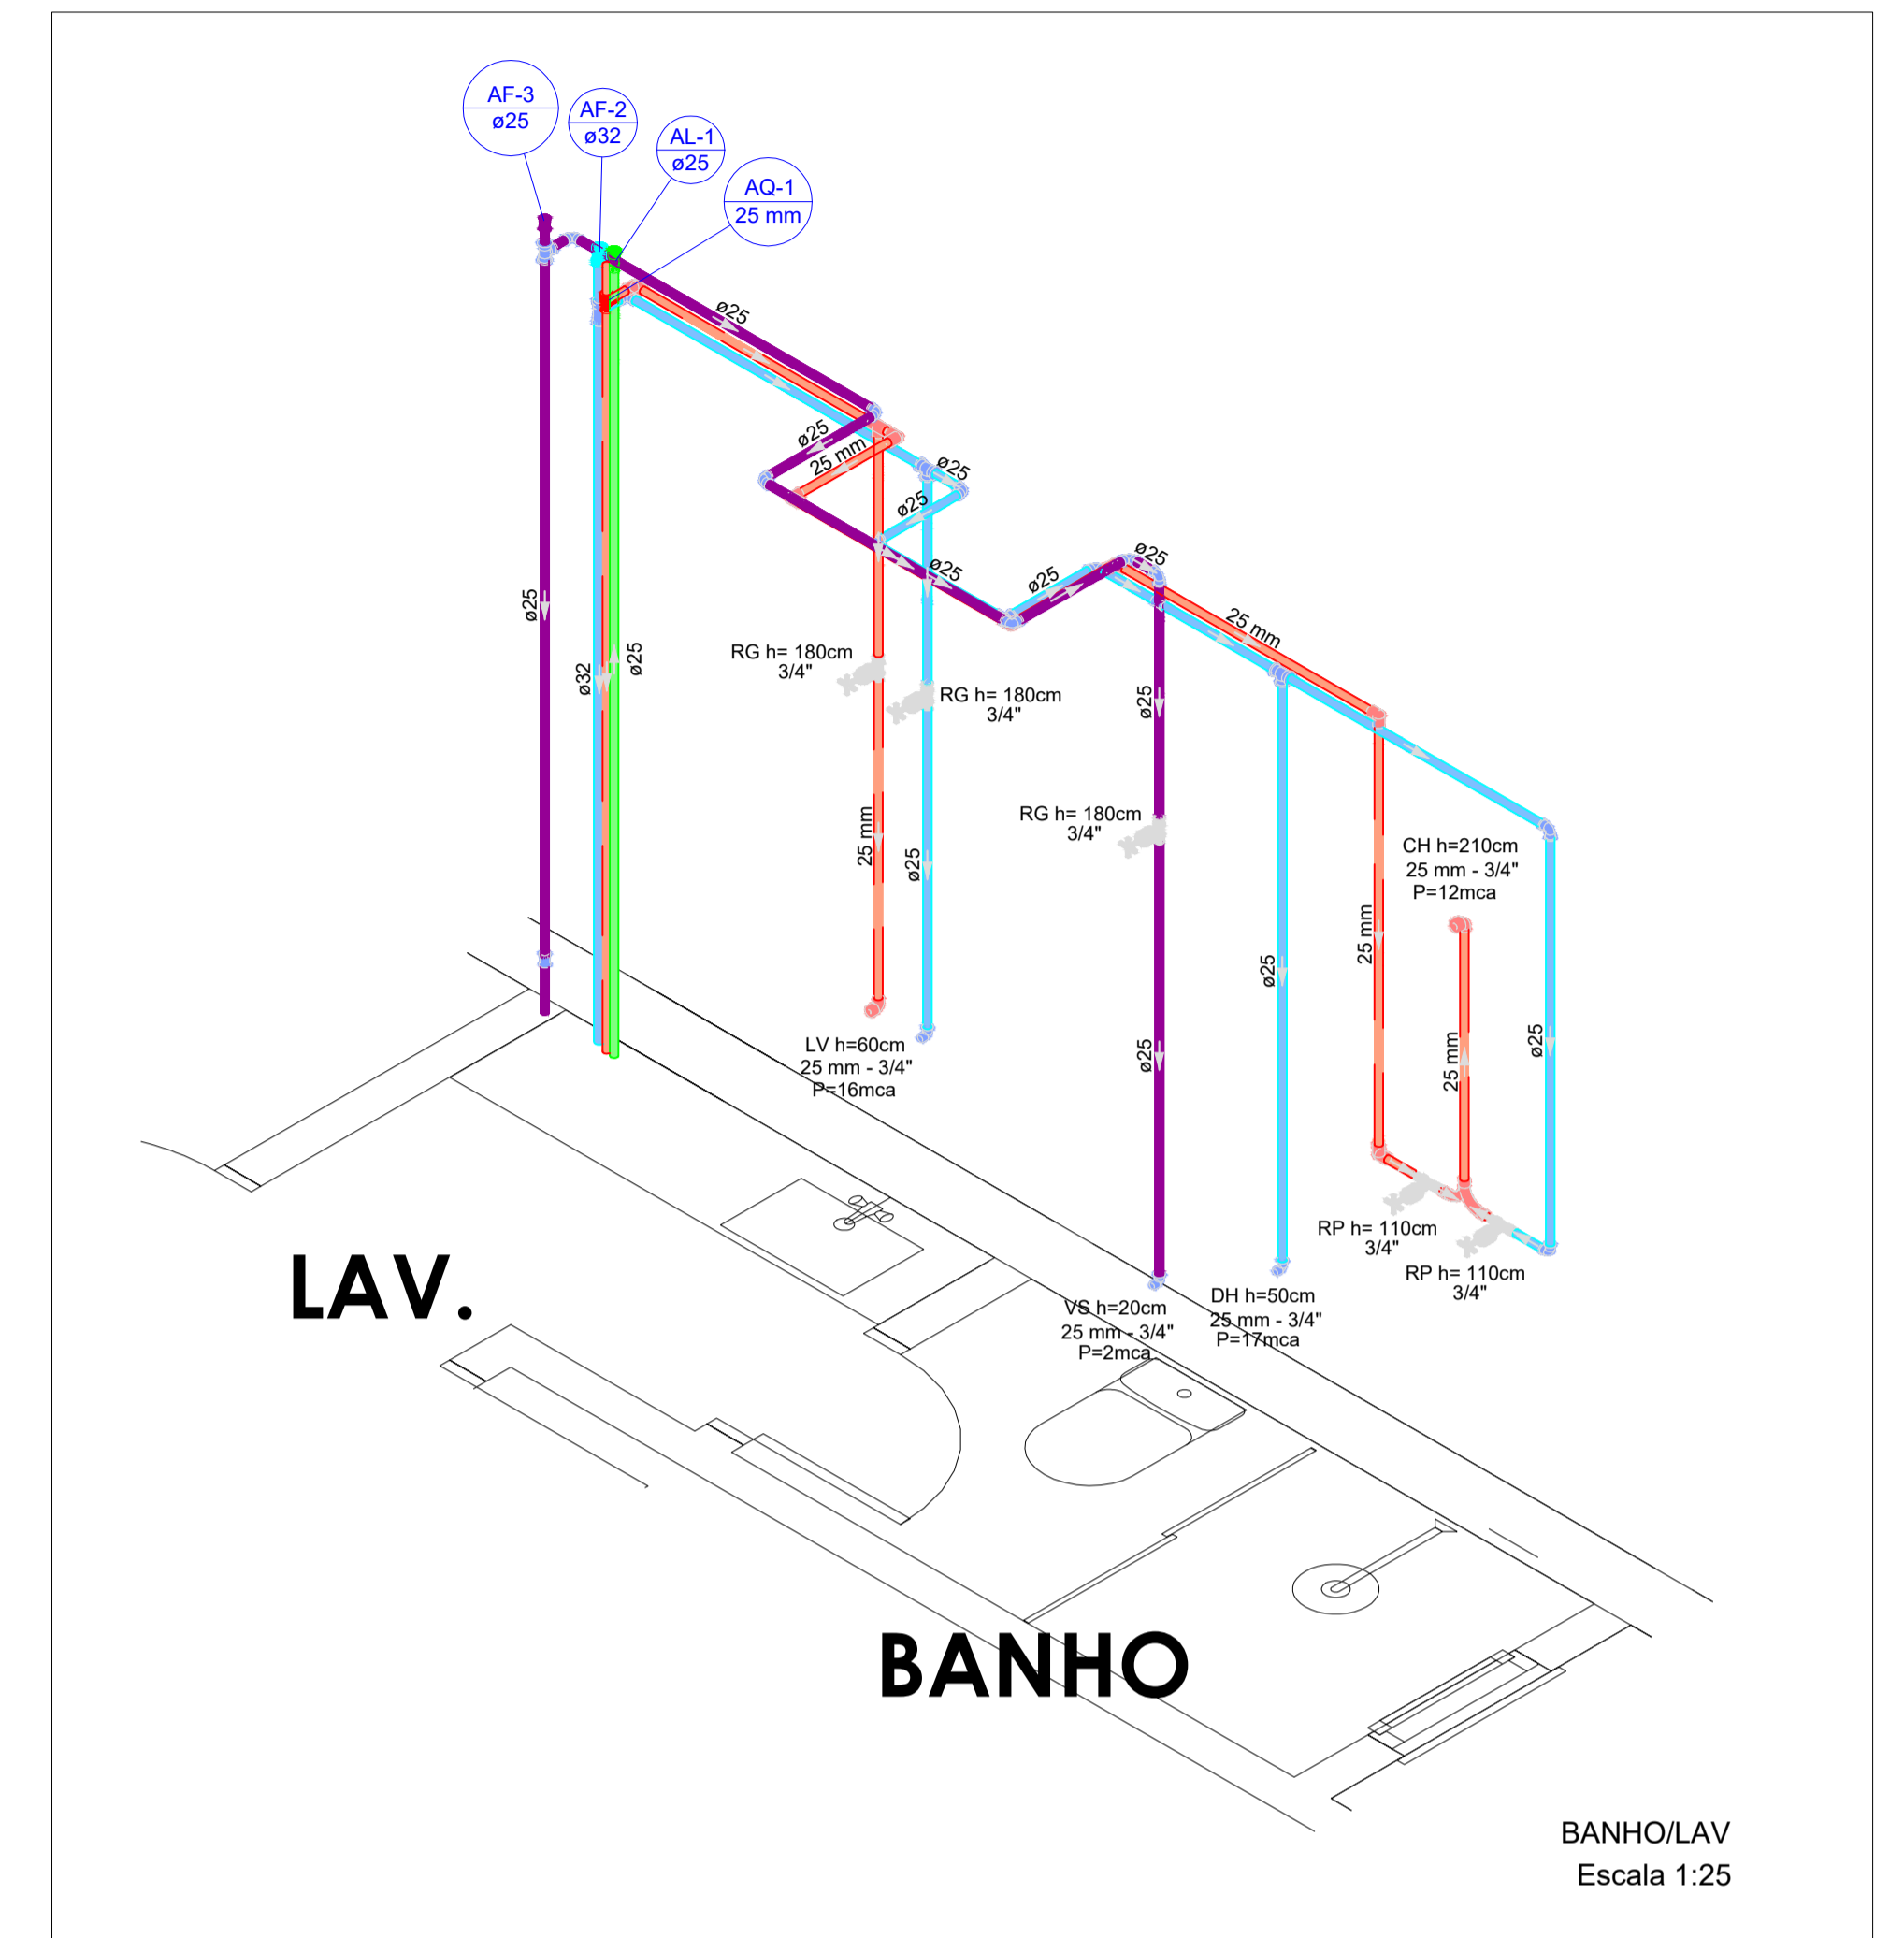 AF-3
ø25
AF-2
ø32
AL-1
ø25
AQ-1
25 mm
ø25
ø25
25 mm
ø25
ø25
ø25
ø25
ø25
25 mm
ø25
ø32
ø25
RG h= 180cm
3/4"
RG h= 180cm
3/4"
ø25
25 mm
ø25
RG h= 180cm
3/4"
CH h=210cm
25 mm - 3/4"
P=12mca
25 mm
ø25
25 mm
ø25
ø25
LV h=60cm
25 mm - 3/4"
P=16mca
RP h= 110cm
3/4"
RP h= 110cm
3/4"
VS h=20cm
25 mm - 3/4"
P=2mca
DH h=50cm
25 mm - 3/4"
P=17mca
LAV.
BANHO
BANHO/LAV
Escala 1:25